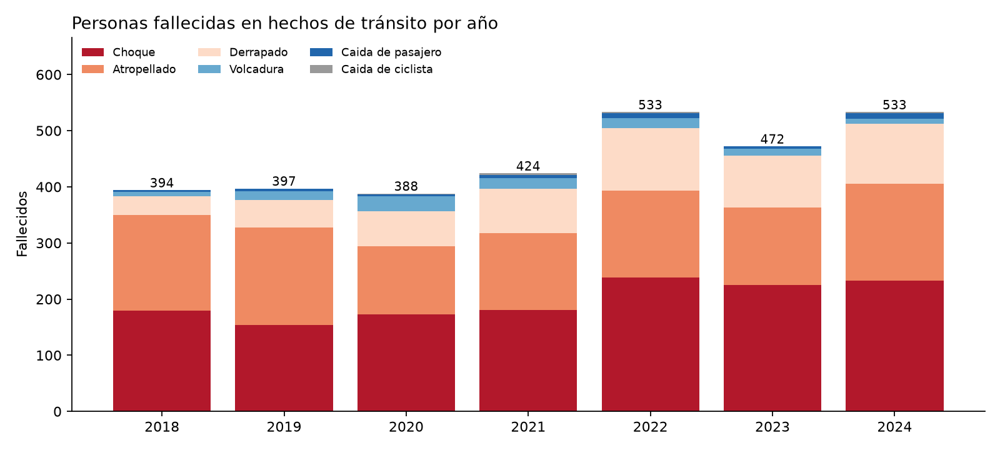 Personas fallecidas en hechos de tránsito por año
Choque
Atropellado
Derrapado
Volcadura
Caida de pasajero
Caida de ciclista
Fallecidos
600
500
400
300
200
100
0
394
397
388
424
533
472
533
2018
2019
2020
2021
2022
2023
2024